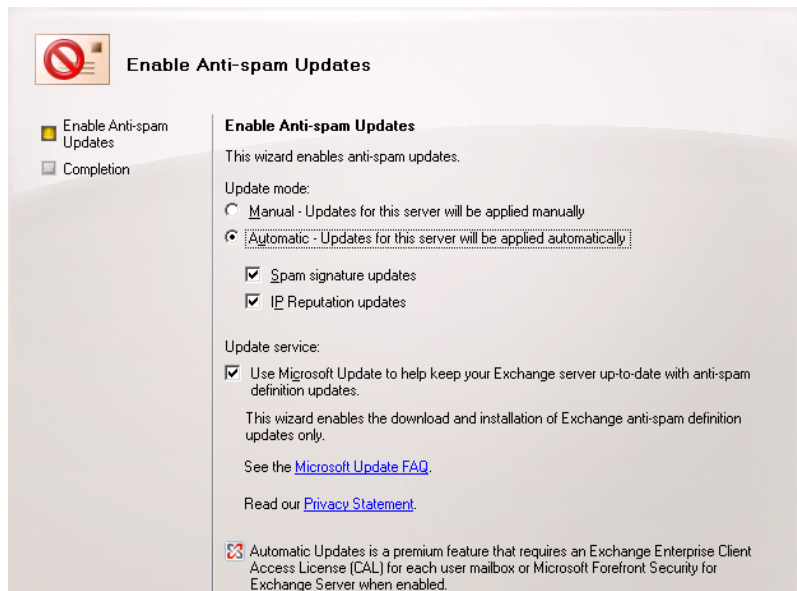 Enable Anti-spam Updates
Enable Anti-spam
Updates
Completion
Enable Anti-spam Updates
This wizard enables anti-spam updates.
Update mode:
Manual - Updates for this server will be applied manually
Automatic - Updates for this server will be applied automatically
Spam signature updates
IP Reputation updates
Update service:
Use Microsoft Update to help keep your Exchange server up-to-date with anti-spam
definition updates.
This wizard enables the download and installation of Exchange anti-spam definition
updates only.
See the Microsoft Update FAQ.
Read our Privacy Statement.
Automatic Updates is a premium feature that requires an Exchange Enterprise Client
Access License (CAL) for each user mailbox or Microsoft Forefront Security for
Exchange Server when enabled.